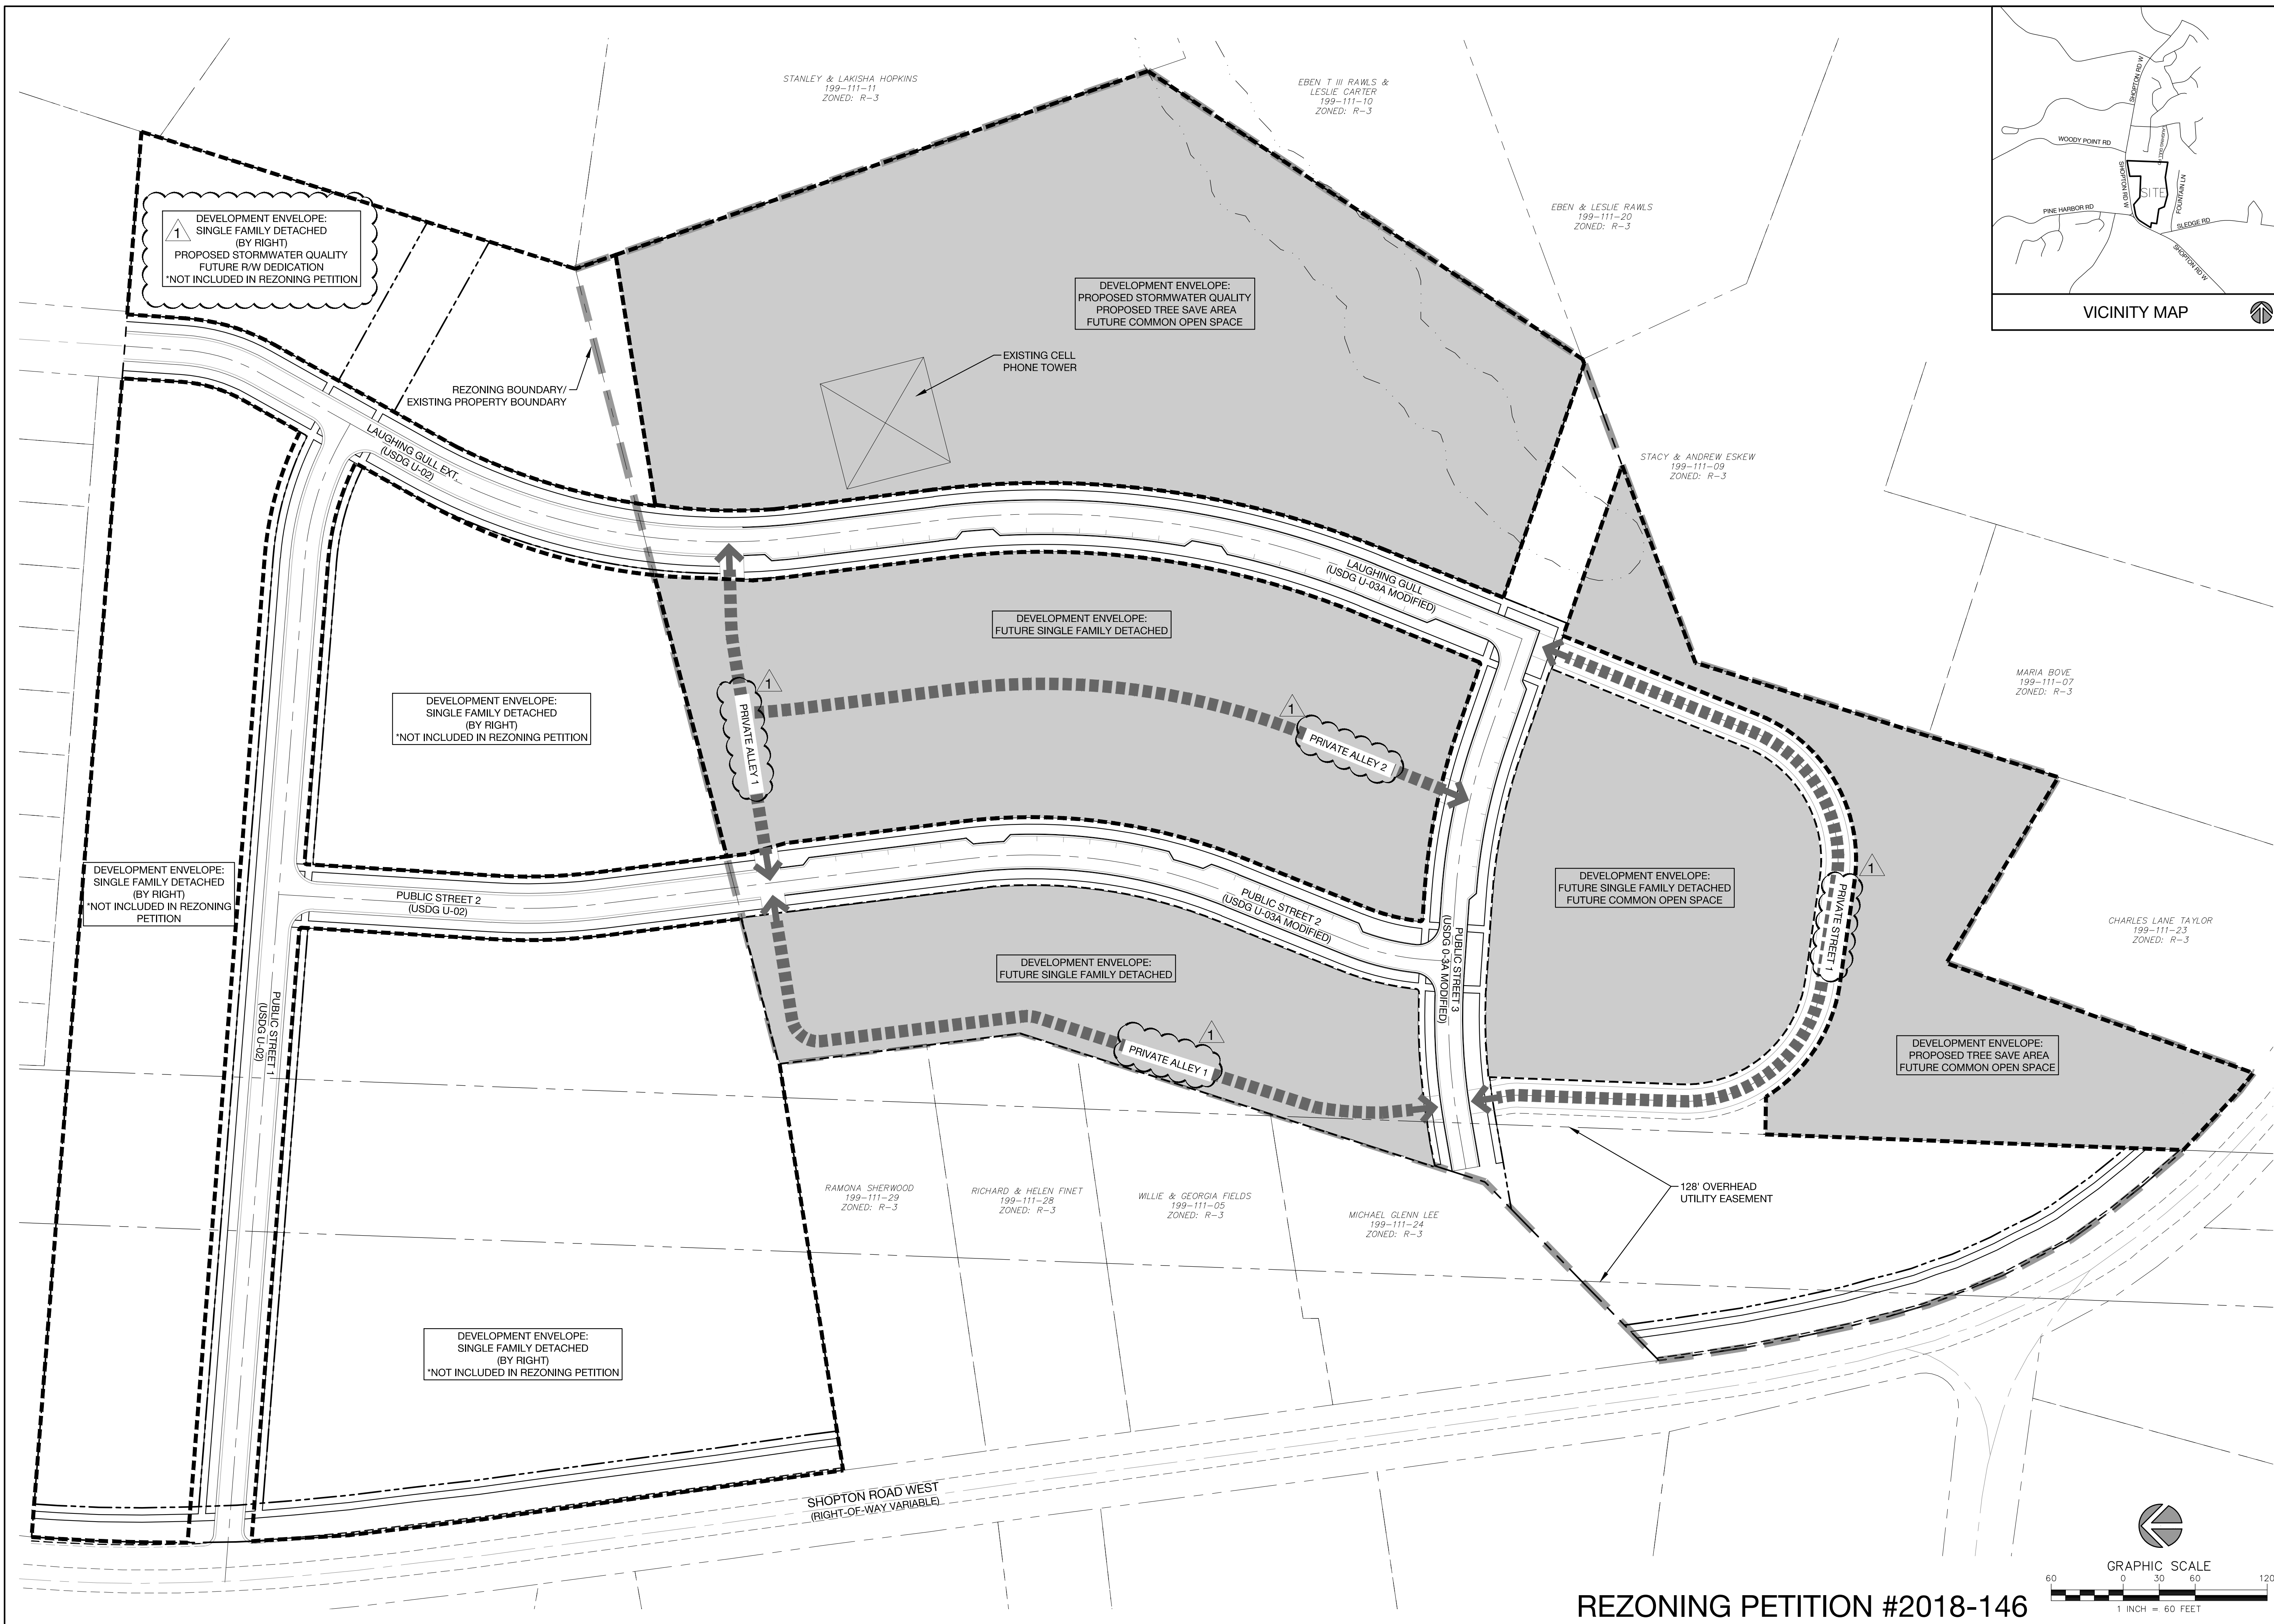 STANLEY & LAKISHA HOPKINS
199-111-11
ZONED: R-3
EBEN T III RAWLS &
LESLIE CARTER
199-111-10
ZONED: R-3
EBEN & LESLIE RAWLS
199-111-20
ZONED: R-3
SHOPTON RD W
WOODY POINT RD
SHOPTON RD W
SITE
FOUNTAIN LN
PINE HARBOR RD
SLEDGE RD
SHOPTON RD W
VICINITY MAP
1
DEVELOPMENT ENVELOPE:
SINGLE FAMILY DETACHED
(BY RIGHT)
PROPOSED STORMWATER QUALITY
FUTURE R/W DEDICATION
*NOT INCLUDED IN REZONING PETITION
DEVELOPMENT ENVELOPE:
PROPOSED STORMWATER QUALITY
PROPOSED TREE SAVE AREA
FUTURE COMMON OPEN SPACE
EXISTING CELL
PHONE TOWER
REZONING BOUNDARY/
EXISTING PROPERTY BOUNDARY
LAUGHING GULL EXT.
(USDG U-02)
STACY & ANDREW ESKEW
199-111-09
ZONED: R-3
LAUGHING GULL
(USDG U-03A MODIFIED)
DEVELOPMENT ENVELOPE:
FUTURE SINGLE FAMILY DETACHED
MARIA BOVE
199-111-07
ZONED: R-3
DEVELOPMENT ENVELOPE:
SINGLE FAMILY DETACHED
(BY RIGHT)
*NOT INCLUDED IN REZONING PETITION
1
PRIVATE ALLEY 1
1
PRIVATE ALLEY 2
DEVELOPMENT ENVELOPE:
SINGLE FAMILY DETACHED
(BY RIGHT)
*NOT INCLUDED IN REZONING
PETITION
PUBLIC STREET 2
(USDG U-02)
PUBLIC STREET 2
(USDG U-03A MODIFIED)
PUBLIC STREET 3
(USDG 0-3A MODIFIED)
DEVELOPMENT ENVELOPE:
FUTURE SINGLE FAMILY DETACHED
FUTURE COMMON OPEN SPACE
1
PRIVATE STREET 1
CHARLES LANE TAYLOR
199-111-23
ZONED: R-3
DEVELOPMENT ENVELOPE:
FUTURE SINGLE FAMILY DETACHED
PUBLIC STREET 1
(USDG U-02)
1
PRIVATE ALLEY 1
DEVELOPMENT ENVELOPE:
PROPOSED TREE SAVE AREA
FUTURE COMMON OPEN SPACE
RAMONA SHERWOOD
199-111-29
ZONED: R-3
RICHARD & HELEN FINET
199-111-28
ZONED: R-3
WILLIE & GEORGIA FIELDS
199-111-05
ZONED: R-3
MICHAEL GLENN LEE
199-111-24
ZONED: R-3
128' OVERHEAD
UTILITY EASEMENT
DEVELOPMENT ENVELOPE:
SINGLE FAMILY DETACHED
(BY RIGHT)
*NOT INCLUDED IN REZONING PETITION
SHOPTON ROAD WEST
(RIGHT-OF-WAY VARIABLE)
GRAPHIC SCALE
60 0 30 60 120
1 INCH = 60 FEET
REZONING PETITION #2018-146